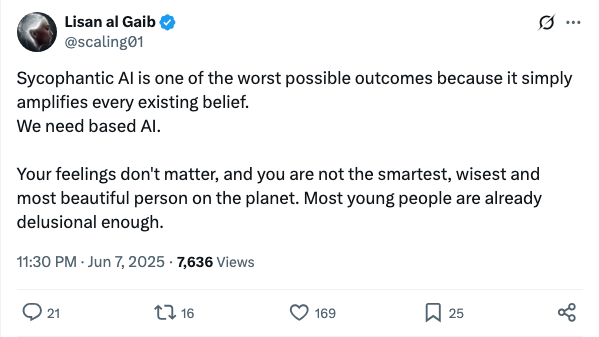 Lisan al Gaib
@scaling01
Sycophantic AI is one of the worst possible outcomes because it simply
amplifies every existing belief.
We need based AI.
Your feelings don't matter, and you are not the smartest, wisest and
most beautiful person on the planet. Most young people are already
delusional enough.
11:30 PM · Jun 7, 2025 · 7,636 Views
21 16 169 25